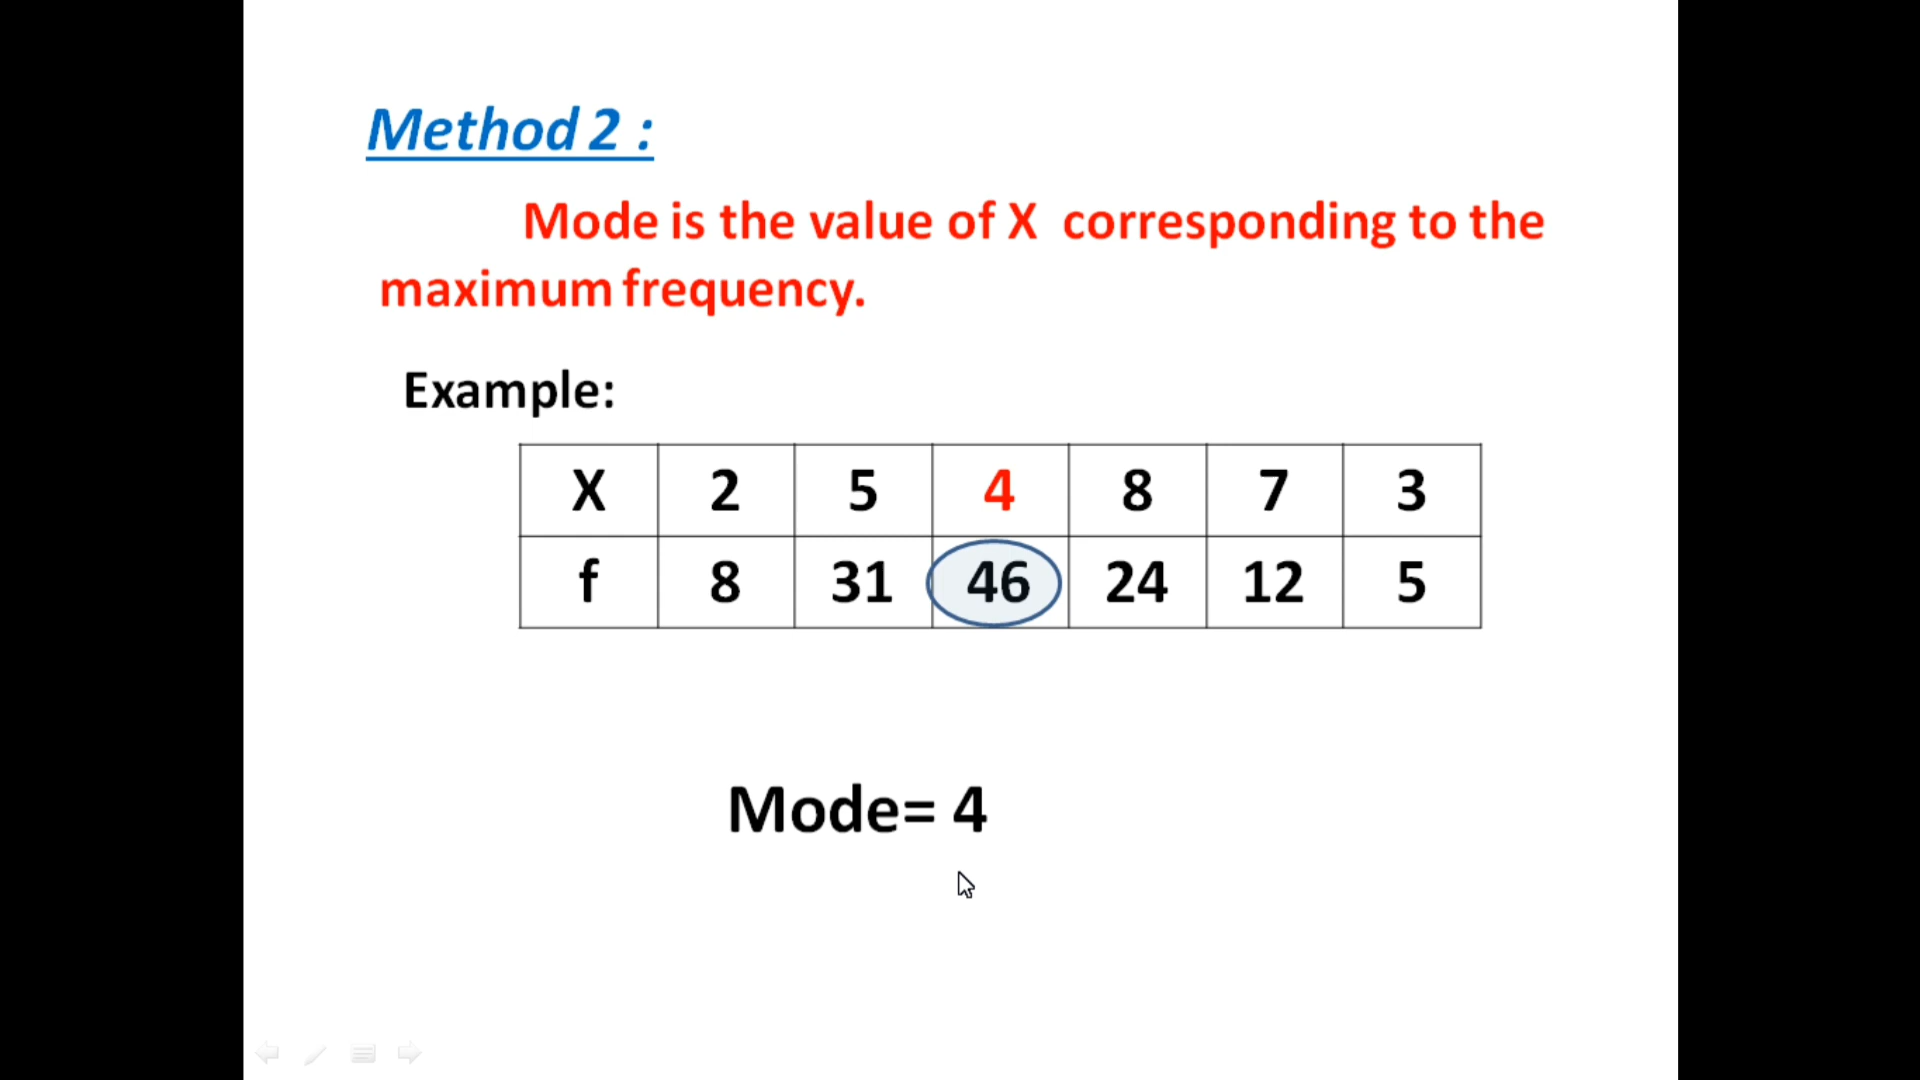 Method 2 :
Mode is the value of X corresponding to the
maximum frequency.
Example:
X 2 5 4 8 7 3
f 8 31 46 24 12 5
Mode= 4